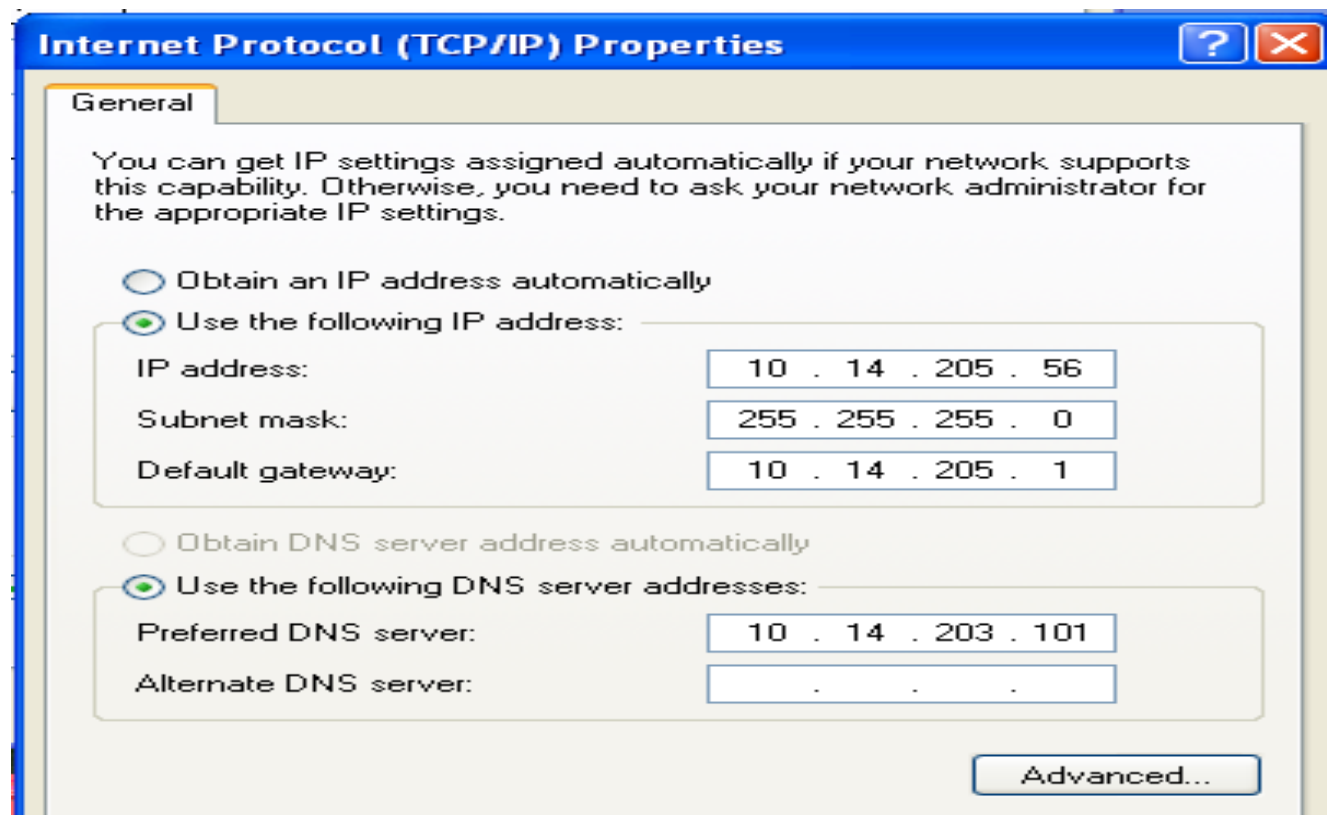 Internet Protocol (TCP/IP) Properties
General
You can get IP settings assigned automatically if your network supports
this capability. Otherwise, you need to ask your network administrator for
the appropriate IP settings.
Obtain an IP address automatically
Use the following IP address:
IP address: 10 . 14 . 205 . 56
Subnet mask: 255 . 255 . 255 . 0
Default gateway: 10 . 14 . 205 . 1
Obtain DNS server address automatically
Use the following DNS server addresses:
Preferred DNS server: 10 . 14 . 203 . 101
Alternate DNS server: . . .
Advanced...